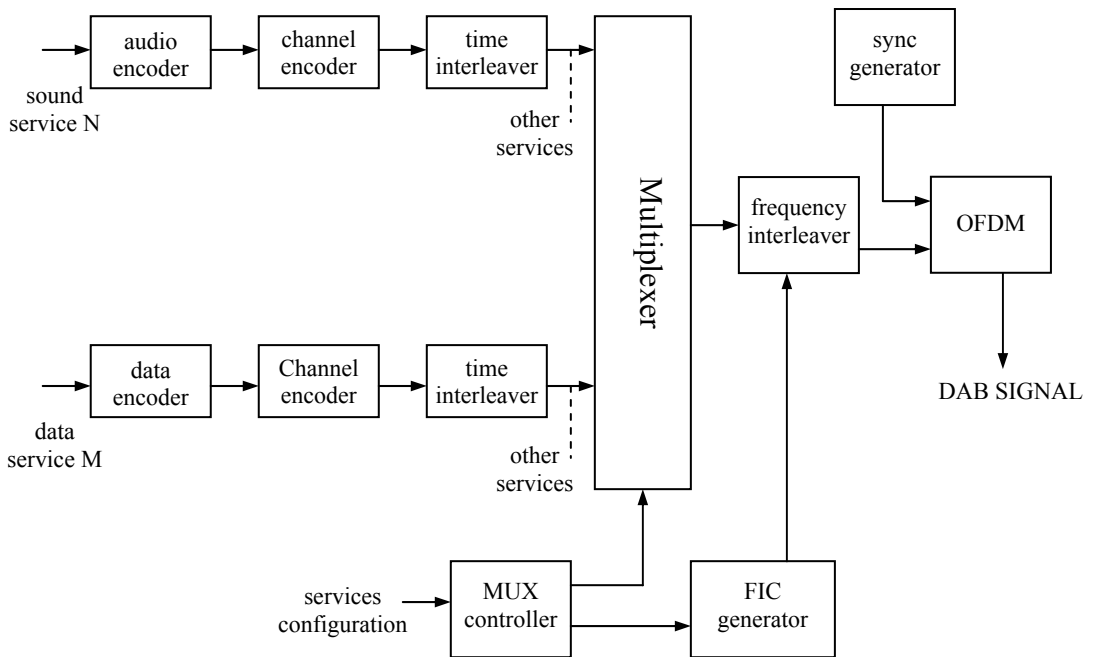 audio
encoder
channel
encoder
time
interleaver
sync
generator
sound
service N
other
services
Multiplexer
frequency
interleaver
OFDM
data
encoder
Channel
encoder
time
interleaver
DAB SIGNAL
data
service M
other
services
services
configuration
MUX
controller
FIC
generator